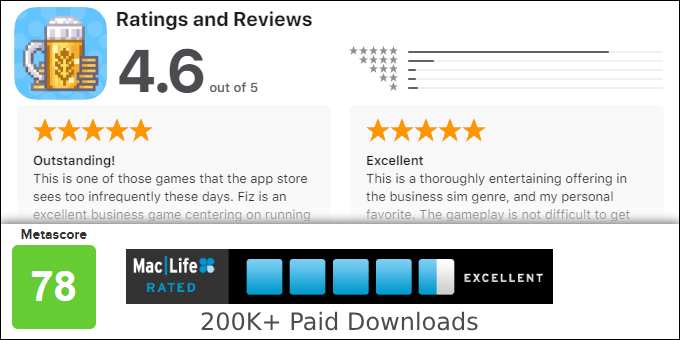 Ratings and Reviews
4.6 out of 5
Outstanding!
This is one of those games that the app store
sees too infrequently these days. Fiz is an
excellent business game centering on running
Excellent
This is a thoroughly entertaining offering in
the business sim genre, and my personal
favorite. The gameplay is not difficult to get
Metascore
78
Mac|Life
RATED
EXCELLENT
200K+ Paid Downloads